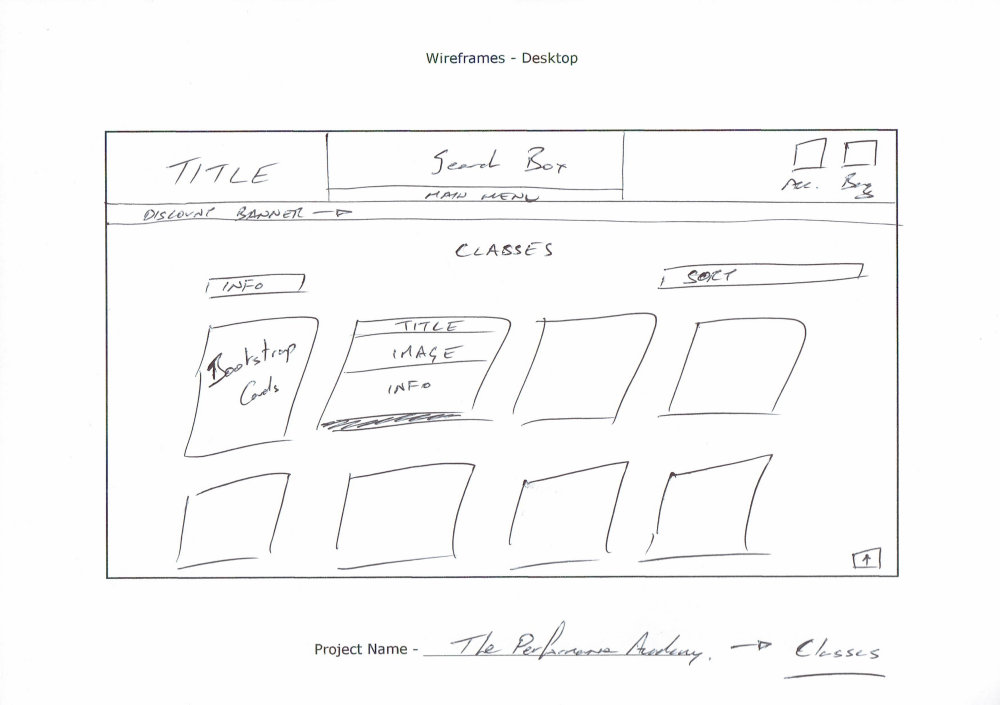 Wireframes - Desktop
TITLE
Search Box
MAIN MENU
Acc.
Bag
DISCOUNT BANNER
CLASSES
INFO
SORT
Bootstrap
Cards
TITLE
IMAGE
INFO
Project Name - The Performance Academy. Classes